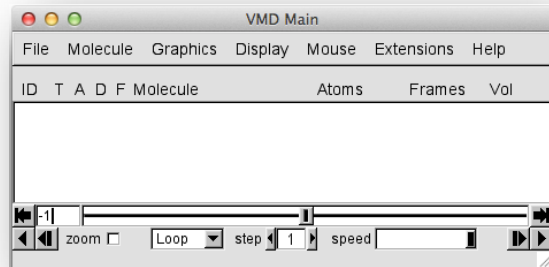 VMD Main
File Molecule Graphics Display Mouse Extensions Help
ID T A D F Molecule Atoms Frames Vol
-1
zoom Loop step 1 speed